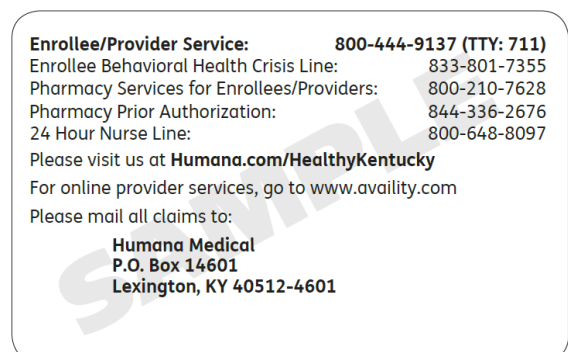 Enrollee/Provider Service: 800-444-9137 (TTY: 711)
Enrollee Behavioral Health Crisis Line: 833-801-7355
Pharmacy Services for Enrollees/Providers: 800-210-7628
Pharmacy Prior Authorization: 844-336-2676
24 Hour Nurse Line: 800-648-8097
Please visit us at Humana.com/HealthyKentucky
For online provider services, go to www.availity.com
Please mail all claims to:
Humana Medical
P.O. Box 14601
Lexington, KY 40512-4601
SAMPLE